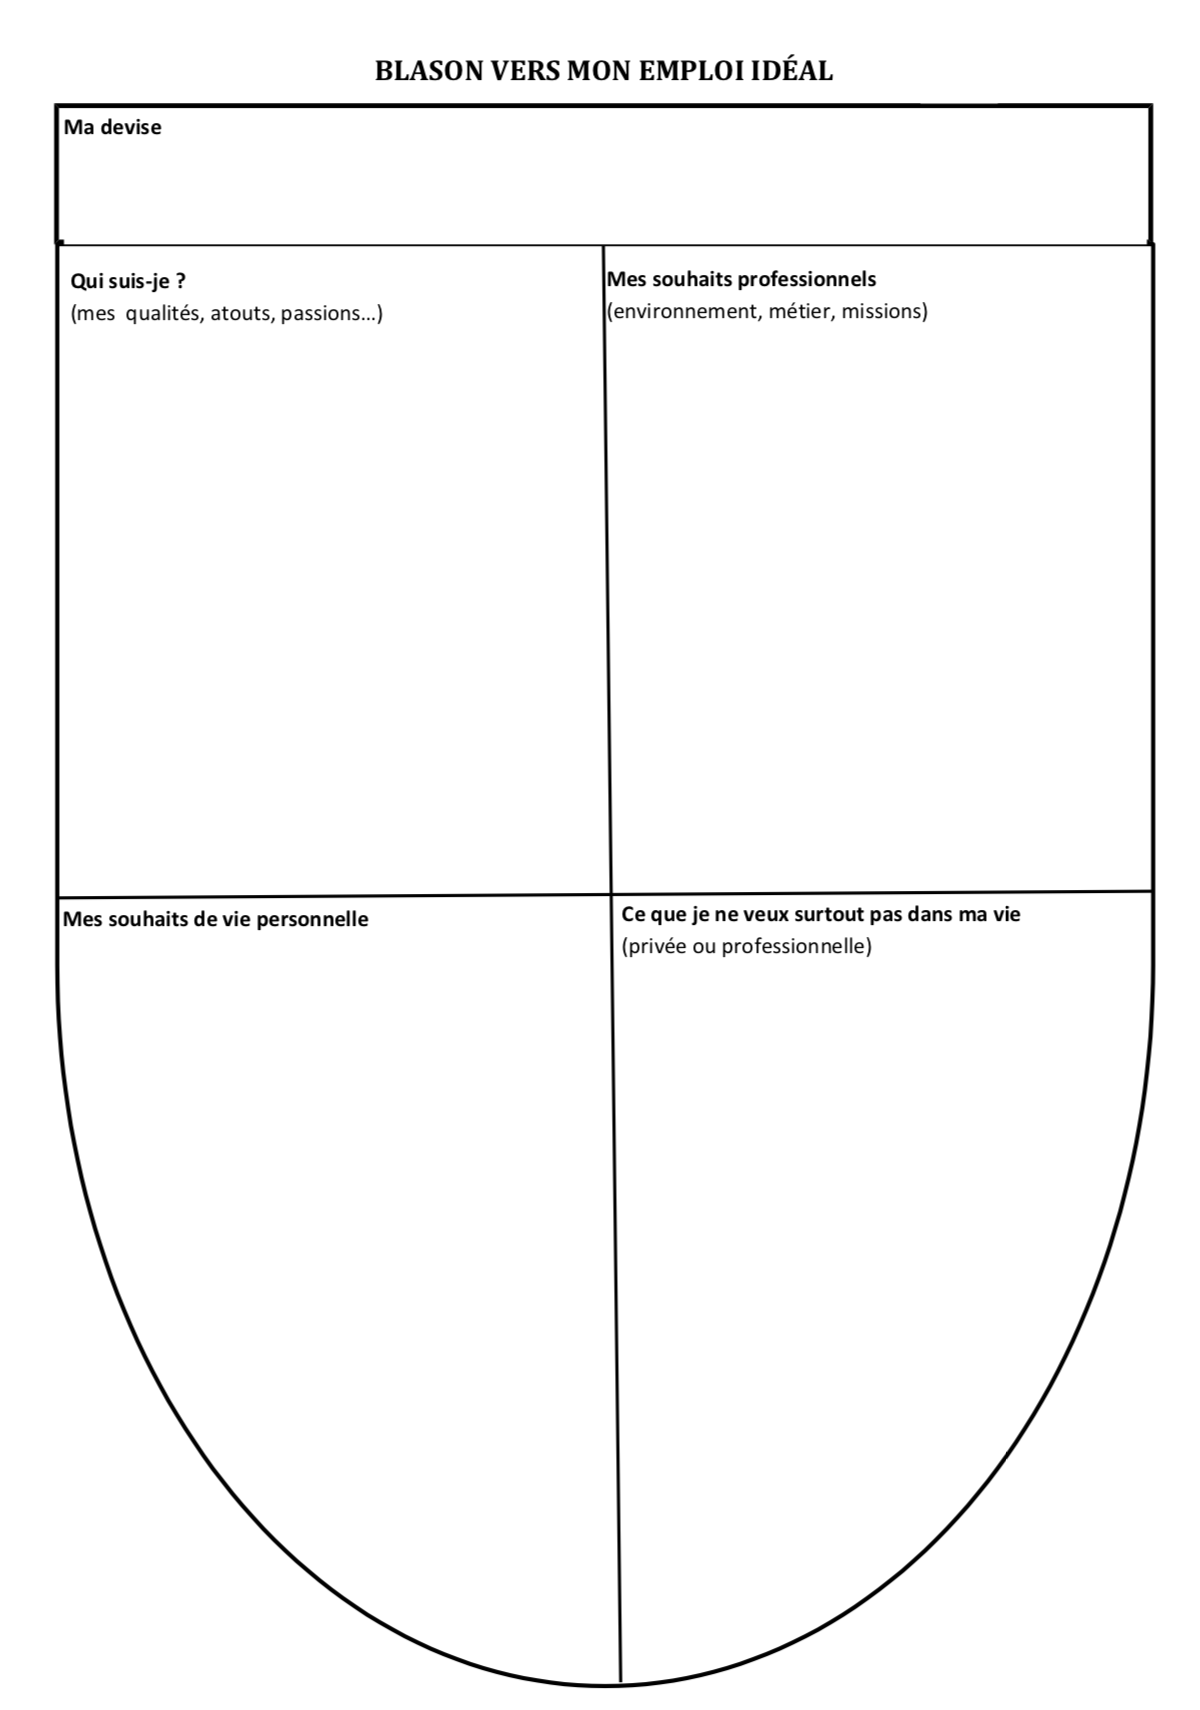 BLASON VERS MON EMPLOI IDÉAL
Ma devise
Qui suis-je ?
(mes  qualités, atouts, passions...)
Mes souhaits professionnels
(environnement, métier, missions)
Mes souhaits de vie personnelle
Ce que je ne veux surtout pas dans ma vie
(privée ou professionnelle)